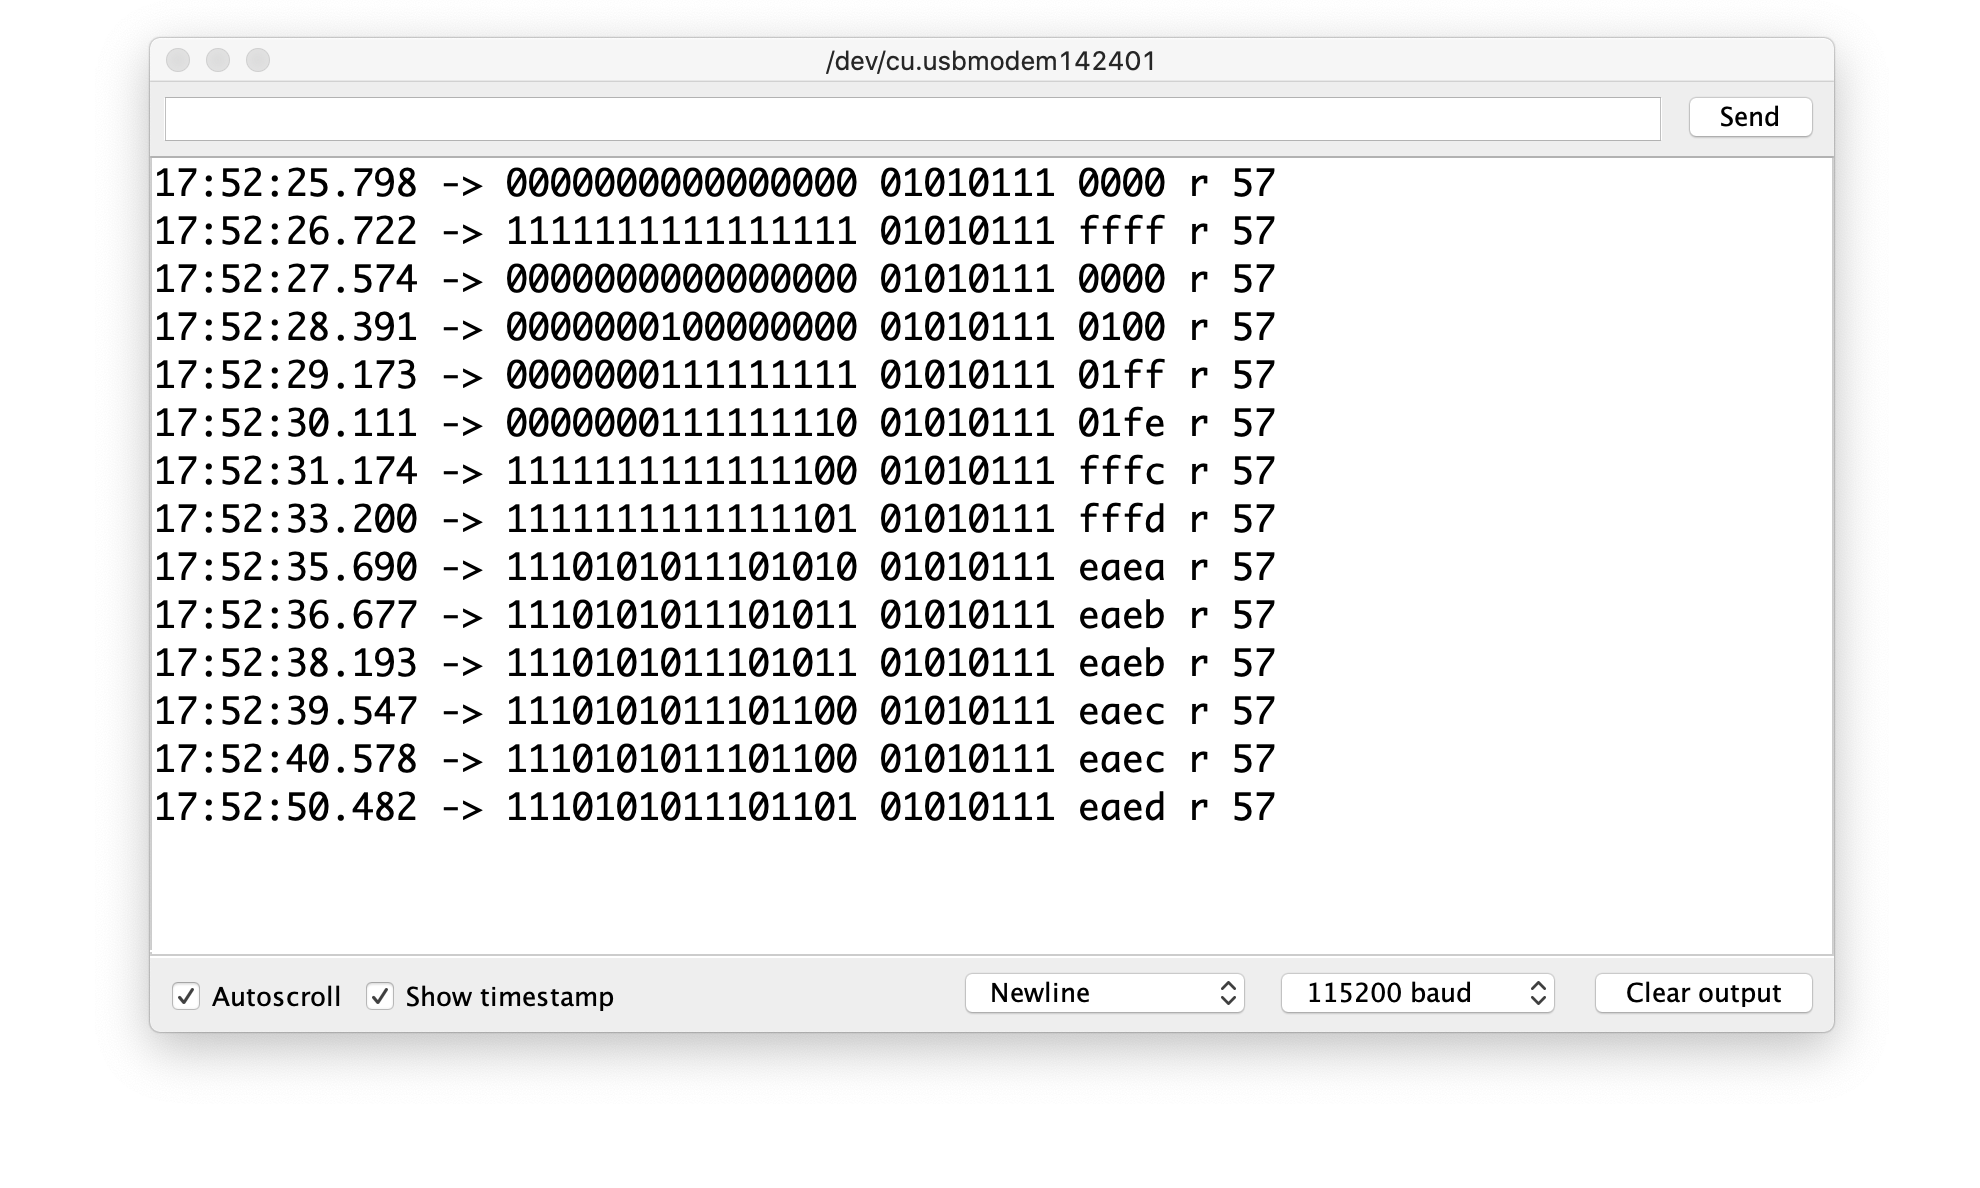 /dev/cu.usbmodem142401
Send
17:52:25.798 -> 0000000000000000 01010111 0000 r 57
17:52:26.722 -> 1111111111111111 01010111 ffff r 57
17:52:27.574 -> 0000000000000000 01010111 0000 r 57
17:52:28.391 -> 0000000100000000 01010111 0100 r 57
17:52:29.173 -> 0000000111111111 01010111 01ff r 57
17:52:30.111 -> 0000000111111110 01010111 01fe r 57
17:52:31.174 -> 1111111111111100 01010111 fffc r 57
17:52:33.200 -> 1111111111111101 01010111 fffd r 57
17:52:35.690 -> 1110101011101010 01010111 eaea r 57
17:52:36.677 -> 1110101011101011 01010111 eaeb r 57
17:52:38.193 -> 1110101011101011 01010111 eaeb r 57
17:52:39.547 -> 1110101011101100 01010111 eaec r 57
17:52:40.578 -> 1110101011101100 01010111 eaec r 57
17:52:50.482 -> 1110101011101101 01010111 eaed r 57
Autoscroll Show timestamp Newline 115200 baud Clear output